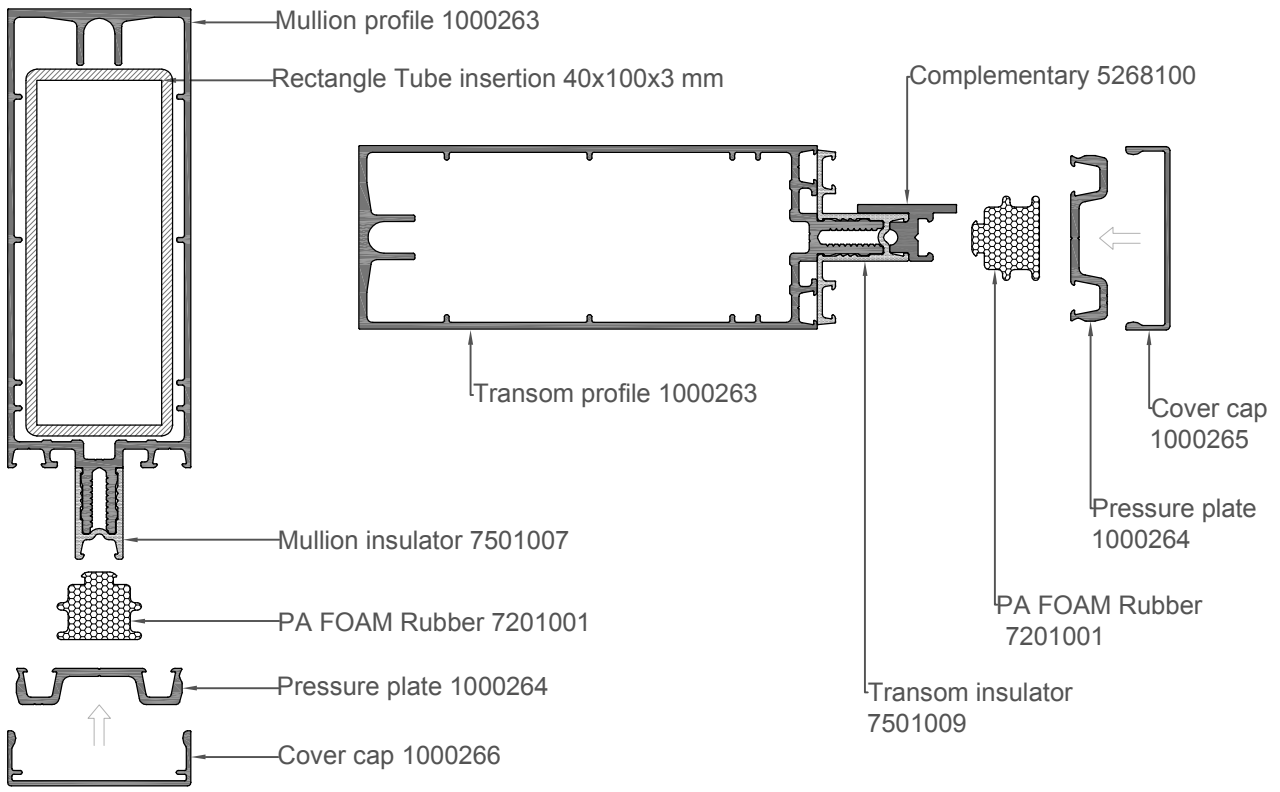 Mullion profile 1000263
Rectangle Tube insertion 40x100x3 mm
Complementary 5268100
Transom profile 1000263
Cover cap
1000265
Pressure plate
1000264
Mullion insulator 7501007
PA FOAM Rubber 7201001
PA FOAM Rubber
7201001
Pressure plate 1000264
Transom insulator
7501009
Cover cap 1000266